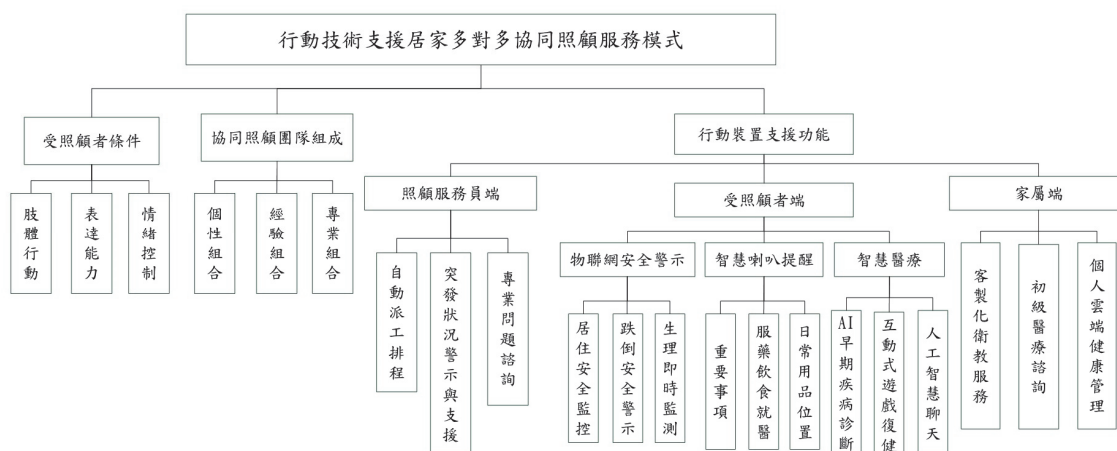 行動技術支援居家多對多協同照顧服務模式
受照顧者條件
協同照顧團隊組成
行動裝置支援功能
肢體行動
表達能力
情緒控制
個性組合
經驗組合
專業組合
照顧服務員端
受照顧者端
家屬端
自動派工排程
突發狀況警示與支援
專業問題諮詢
物聯網安全警示
智慧喇叭提醒
智慧醫療
居住安全監控
跌倒安全警示
生理即時監測
重要事項
服藥飲食就醫
日常用品位置
AI早期疾病診斷
互動式遊戲復健
人工智慧聊天
客製化衛教服務
初級醫療諮詢
個人雲端健康管理